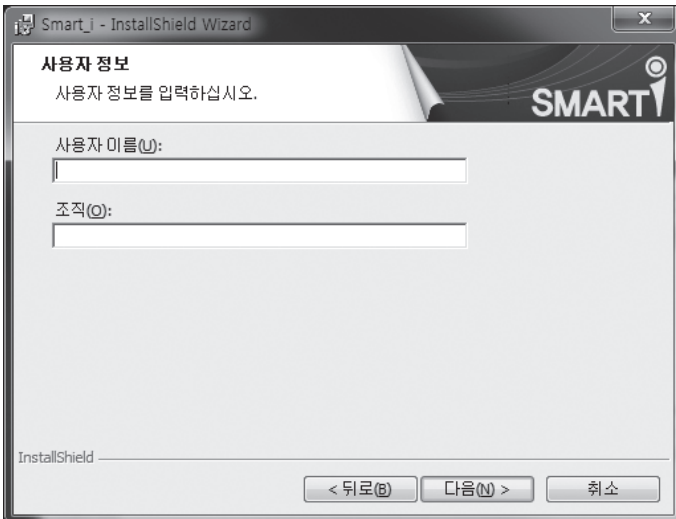 Smart_i - InstallShield Wizard
사용자 정보
사용자 정보를 입력하십시오.
SMARTi
사용자 이름(U):
조직(O):
InstallShield
< 뒤로(B)
다음(N) >
취소